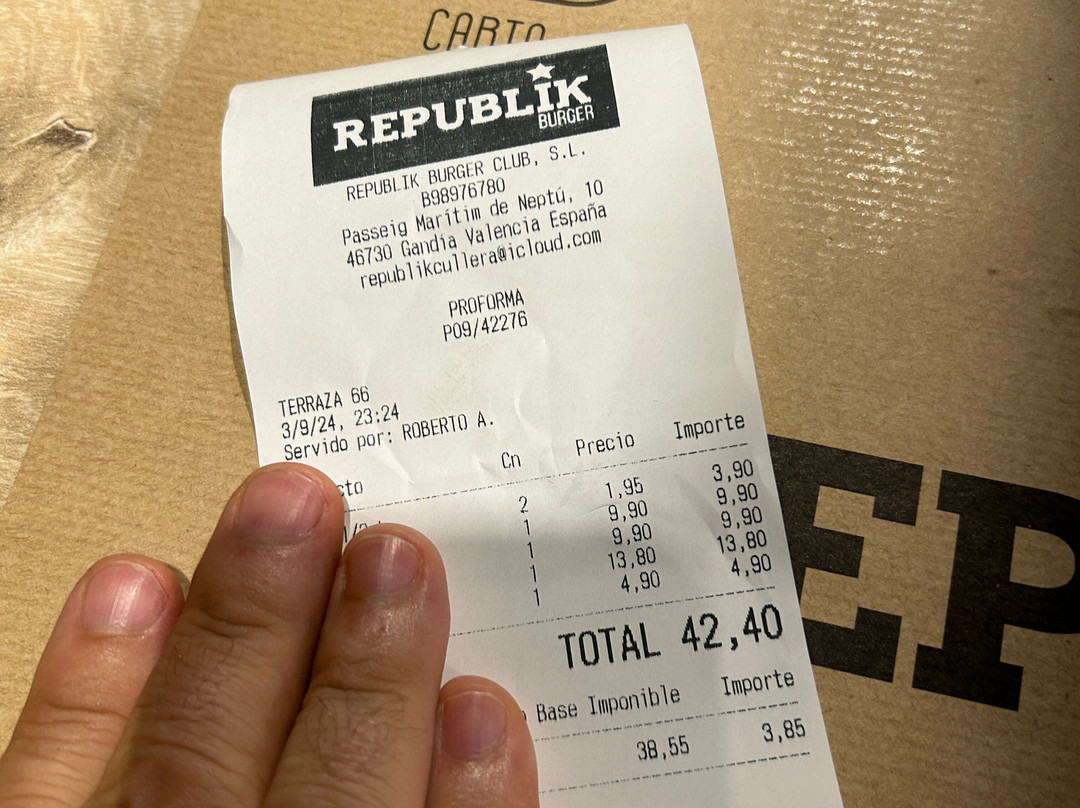 REPUBLIK
BURGER
REPUBLIK BURGER CLUB, S.L.
B98976780
Passeig Marítim de Neptú, 10
46730 Gandia Valencia España
republikcullera@icloud.com
PROFORMA
P09/42276
TERRAZA 66
3/9/24, 23:24
Servido por: ROBERTO A.
cto Cn Precio Importe
2 1,95 3,90
1 9,90 9,90
1 9,90 9,90
1 13,80 13,80
1 4,90 4,90
TOTAL 42,40
Base Imponible Importe
38,55 3,85
EP